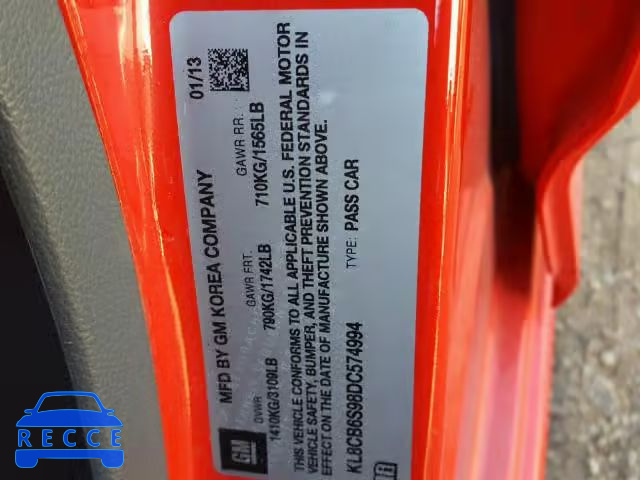 MFD BY GM KOREA COMPANY 01/13
GVWR GAWR FRT. GAWR RR.
1410KG/3109LB 790KG/1742LB 710KG/1565LB
GM
THIS VEHICLE CONFORMS TO ALL APPLICABLE U.S. FEDERAL MOTOR
VEHICLE SAFETY, BUMPER, AND THEFT PREVENTION STANDARDS IN
EFFECT ON THE DATE OF MANUFACTURE SHOWN ABOVE.
KL8CB6S98DC574994 TYPE: PASS CAR
RECCE